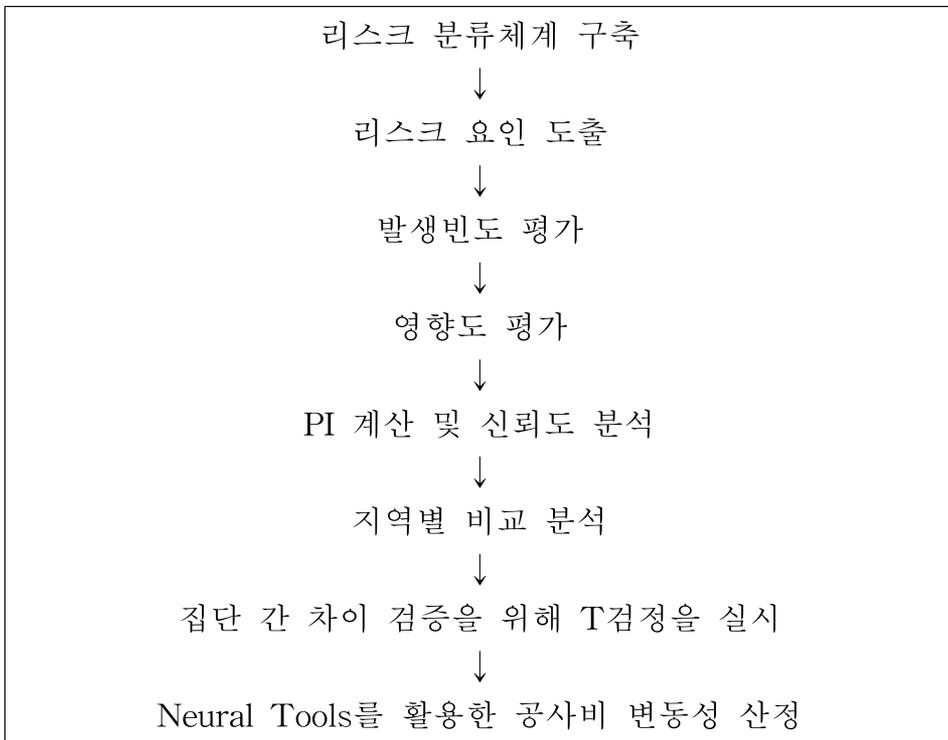 리스크 분류체계 구축
↓
리스크 요인 도출
↓
발생빈도 평가
↓
영향도 평가
↓
PI 계산 및 신뢰도 분석
↓
지역별 비교 분석
↓
집단 간 차이 검증을 위해 T검정을 실시
↓
Neural Tools를 활용한 공사비 변동성 산정